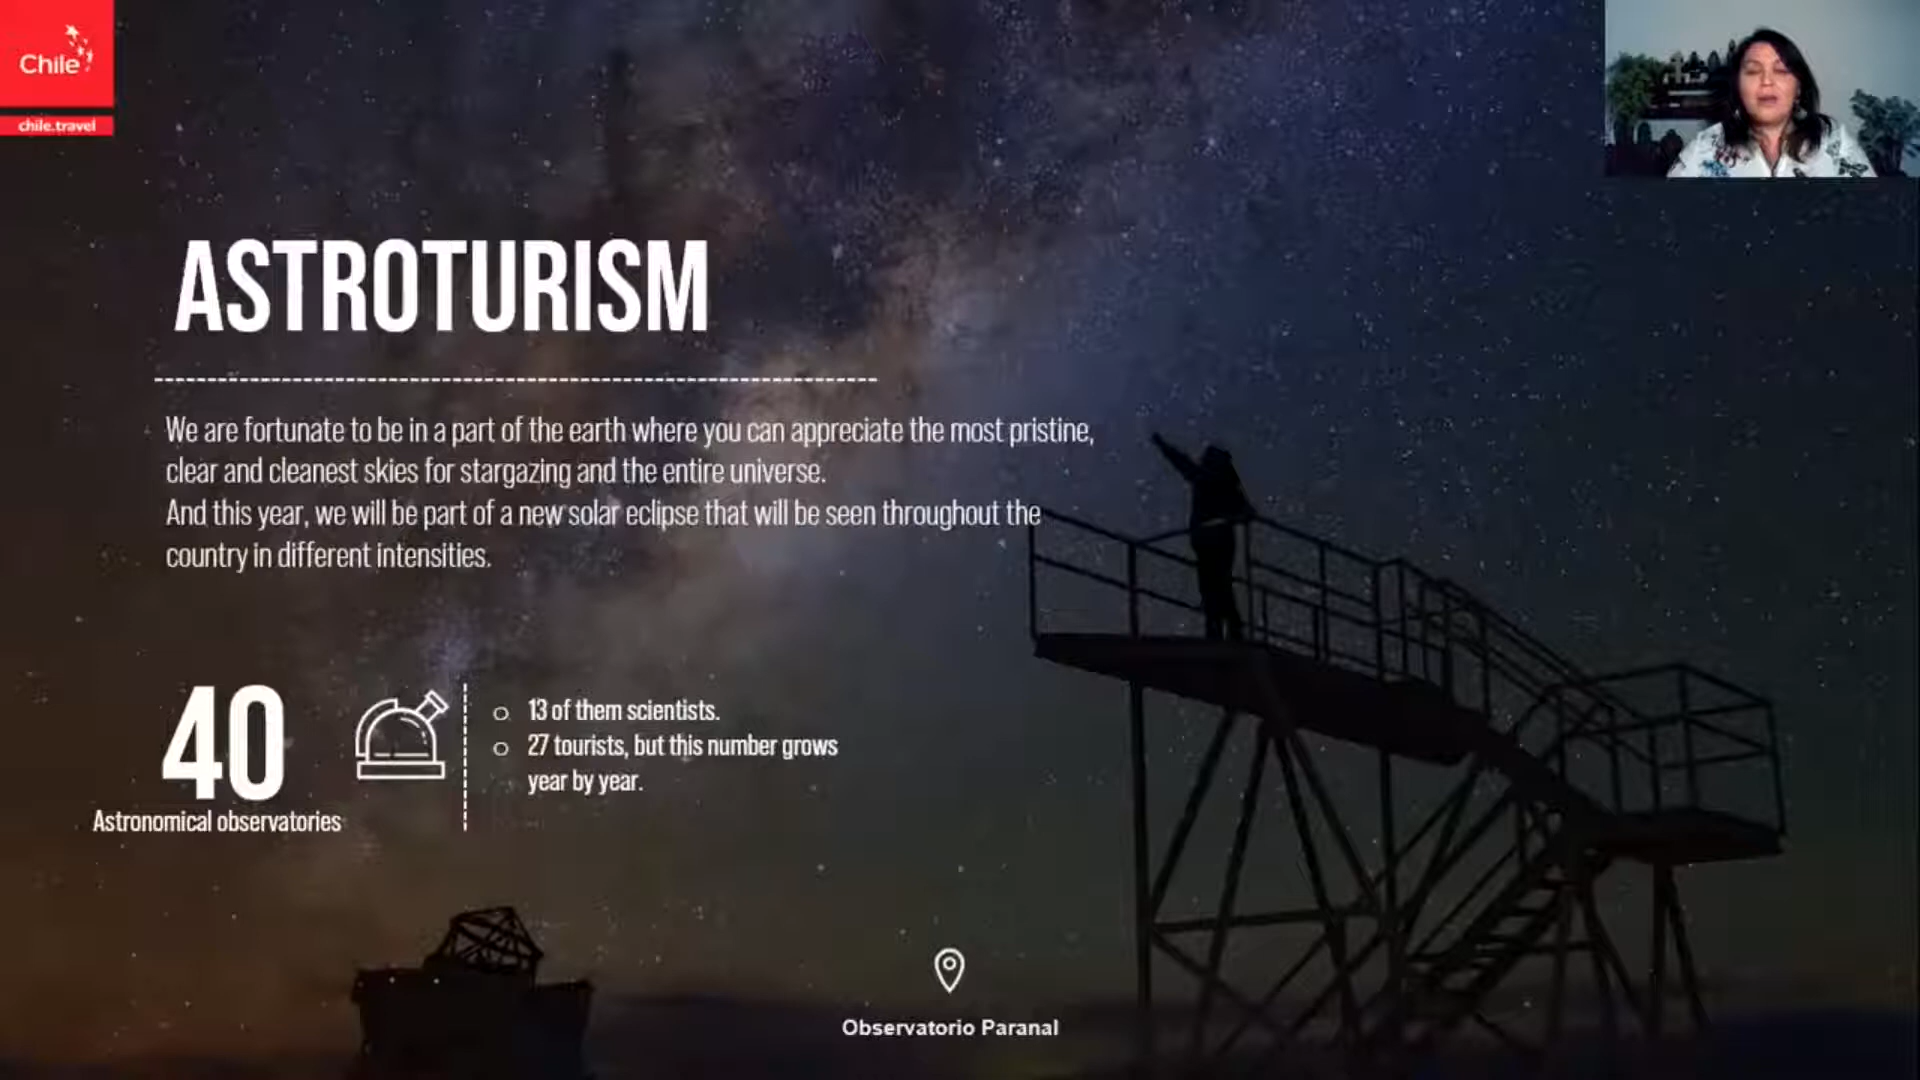 Chile
chile.travel
ASTROTURISM
We are fortunate to be in a part of the earth where you can appreciate the most pristine,
clear and cleanest skies for stargazing and the entire universe.
And this year, we will be part of a new solar eclipse that will be seen throughout the
country in different intensities.
40
Astronomical observatories
13 of them scientists.
27 tourists, but this number grows
year by year.
Observatorio Paranal